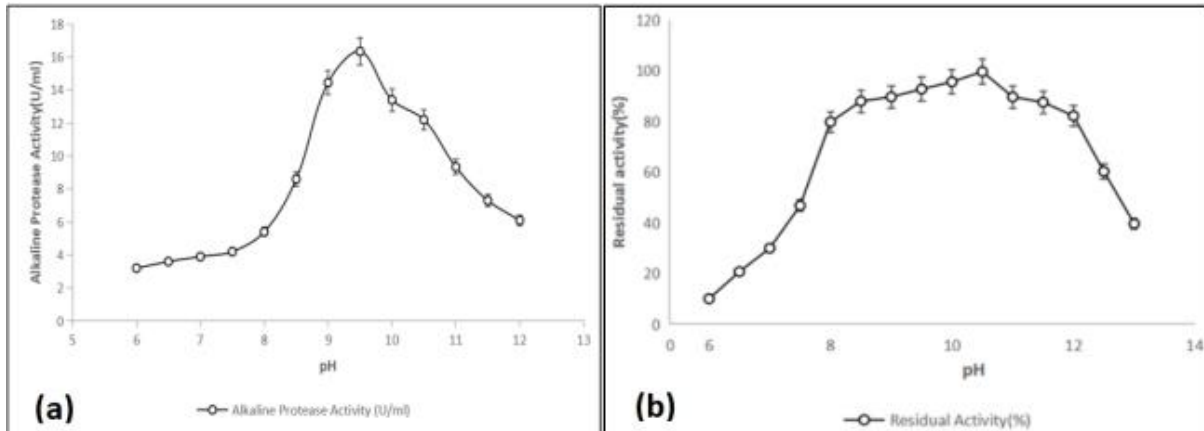 Alkaline Protease Activity(U/ml)
18
16
14
12
10
8
6
4
2
0
5 6 7 8 9 10 11 12 13
pH
(a)
Alkaline Protease Activity (U/ml)
Residual activity(%)
120
100
80
60
40
20
0
0 6 8 10 12 14
pH
(b)
Residual Activity(%)